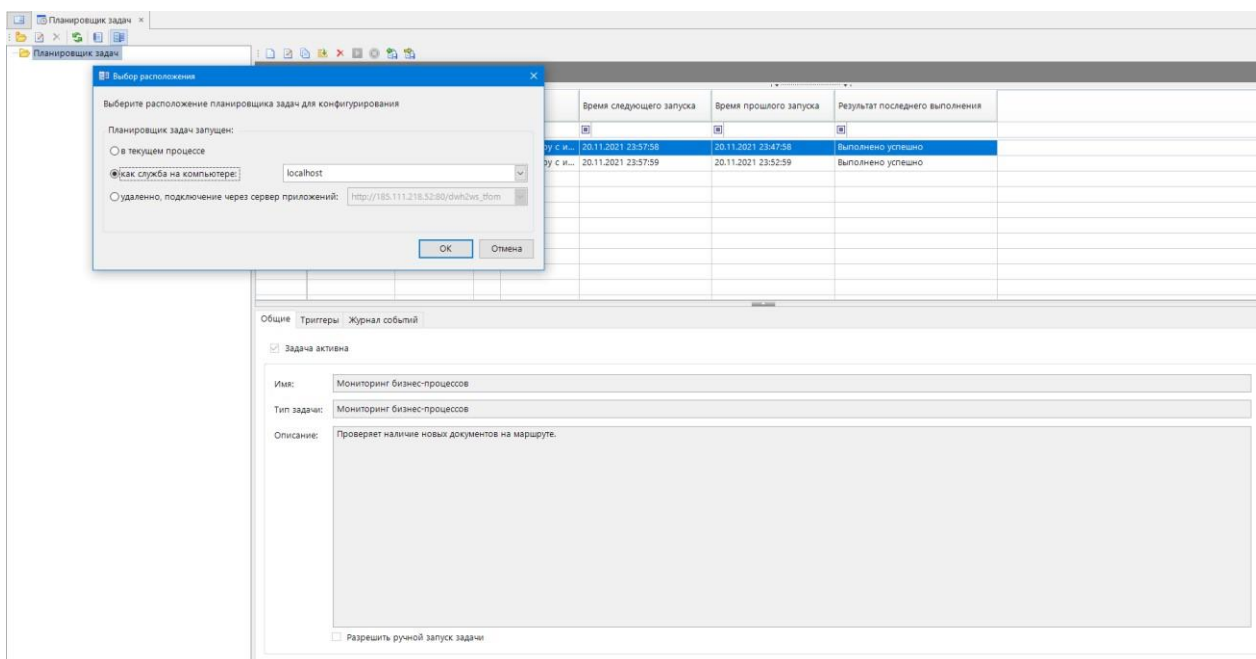 Планировщик задач ×
Планировщик задач
Выбор расположения
Выберите расположение планировщика задач для конфигурирования
Планировщик задач запущен:
в текущем процессе
как служба на компьютере: localhost
удаленно, подключение через сервер приложений: http://185.111.218.52:80/dwh2ws_tfom
ОК Отмена
Время следующего запуска Время прошлого запуска Результат последнего выполнения
ру с и... 20.11.2021 23:57:58 20.11.2021 23:47:58 Выполнено успешно
ру с и... 20.11.2021 23:57:59 20.11.2021 23:52:59 Выполнено успешно
Общие Триггеры Журнал событий
Задача активна
Имя: Мониторинг бизнес-процессов
Тип задачи: Мониторинг бизнес-процессов
Описание: Проверяет наличие новых документов на маршруте.
Разрешить ручной запуск задачи